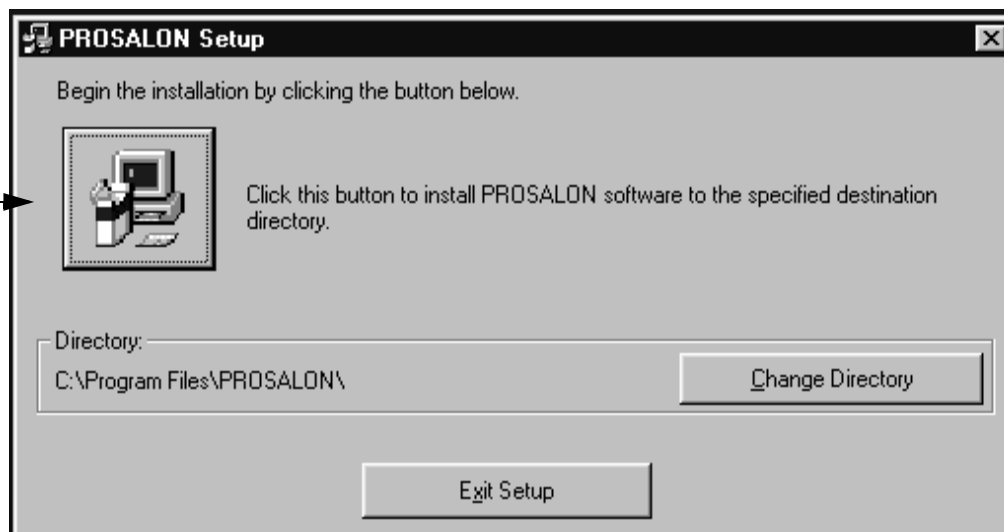 PROSALON Setup
Begin the installation by clicking the button below.
Click this button to install PROSALON software to the specified destination
directory.
Directory:
C:\Program Files\PROSALON\
Change Directory
Exit Setup